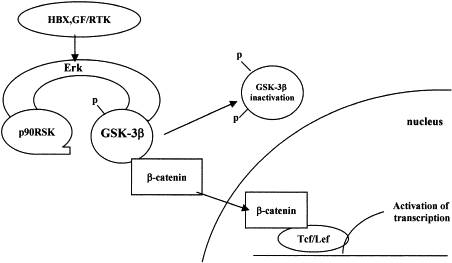 HBX,GF/RTK
Erk
p
p90RSK
GSK-3β
β-catenin
p
GSK-3β
inactivation
p
nucleus
β-catenin
Tcf/Lef
Activation of
transcription